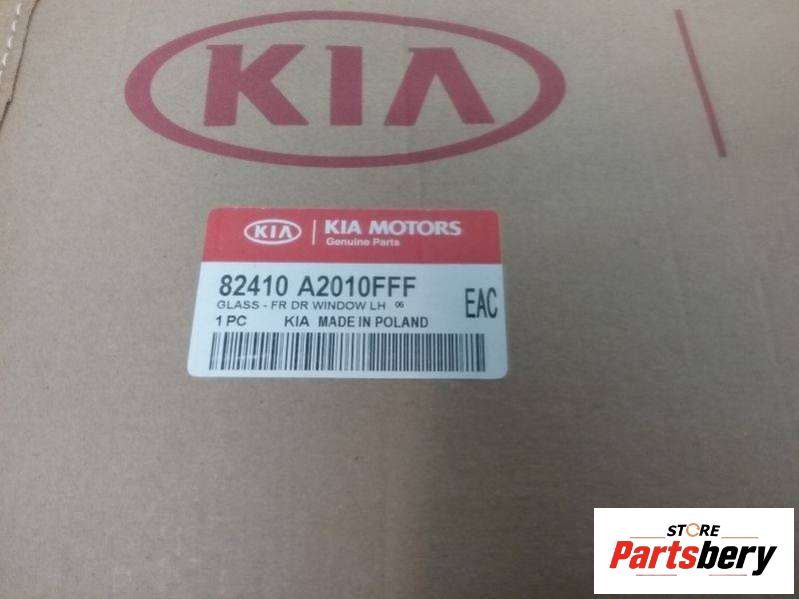 KIA
KIA
KIA MOTORS
Genuine Parts
82410 A2010FFF
GLASS - FR DR WINDOW LH 06
EAC
1 PC KIA MADE IN POLAND
STORE
Partsbery